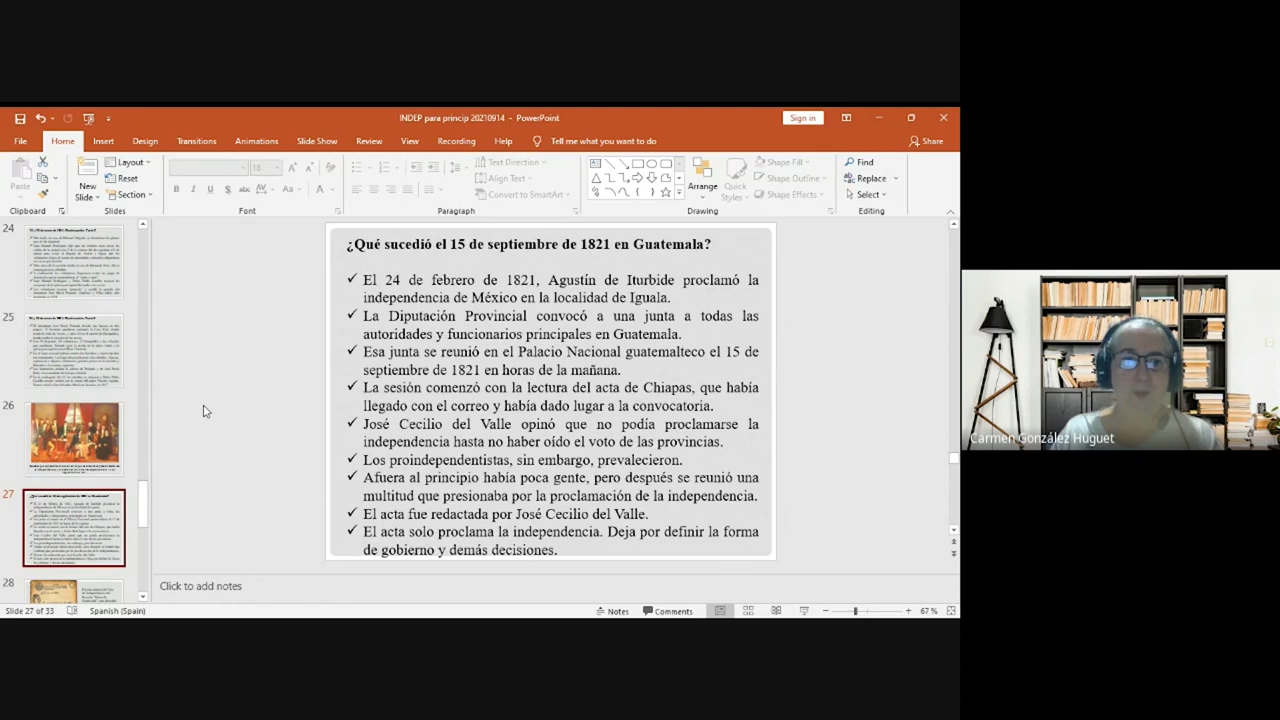 INDEP para princip 20210914 - PowerPoint
Sign in
File Home Insert Design Transitions Animations Slide Show Review Recording View Help Tell me what you want to do
Share
Paste
New Slide
Layout
Reset
Section
18
Text Direction
Align Text
Convert to SmartArt
Arrange
Quick Styles
Shape Fill
Shape Outline
Shape Effects
Find
Replace
Select
Clipboard Slides Font Paragraph Drawing Editing
24
25
26
27
28
¿Qué sucedió el 15 de septiembre de 1821 en Guatemala?
✓ El 24 de febrero de 1821, Agustín de Iturbide proclamó la
independencia de México en la localidad de Iguala.
✓ La Diputación Provincial convocó a una junta a todas las
autoridades y funcionarios principales en Guatemala.
✓ Esa junta se reunió en el Palacio Nacional guatemalteco el 15 de
septiembre de 1821 en horas de la mañana.
✓ La sesión comenzó con la lectura del acta de Chiapas, que había
llegado con el correo y había dado lugar a la convocatoria.
✓ José Cecilio del Valle opinó que no podía proclamarse la
independencia hasta no haber oído el voto de las provincias.
Los proindependentistas, sin embargo, prevalecieron.
✓ Afuera al principio había poca gente, pero después se reunió una
multitud que presionaba por la proclamación de la independencia.
El acta fue redactada por José Cecilio del Valle.
✓ El acta solo proclama la independencia. Deja por definir la forma
de gobierno y demás decisiones.
Carmen González Huguet
Click to add notes
Slide 27 of 33 Spanish (Spain) Notes Comments 67 %